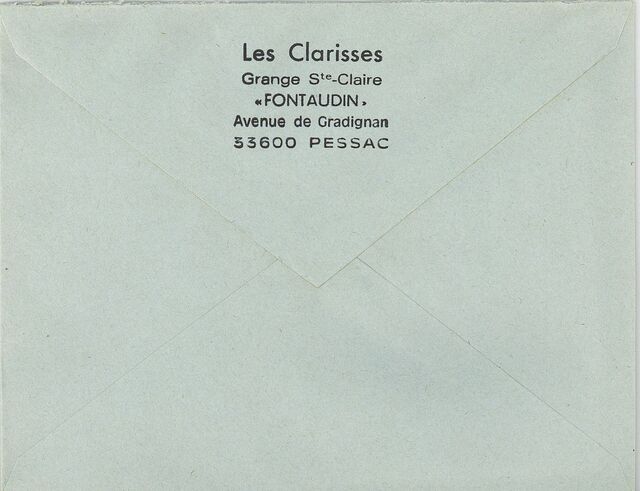 Les Clarisses
Grange Ste-Claire
«FONTAUDIN»
Avenue de Gradignan
33600 PESSAC